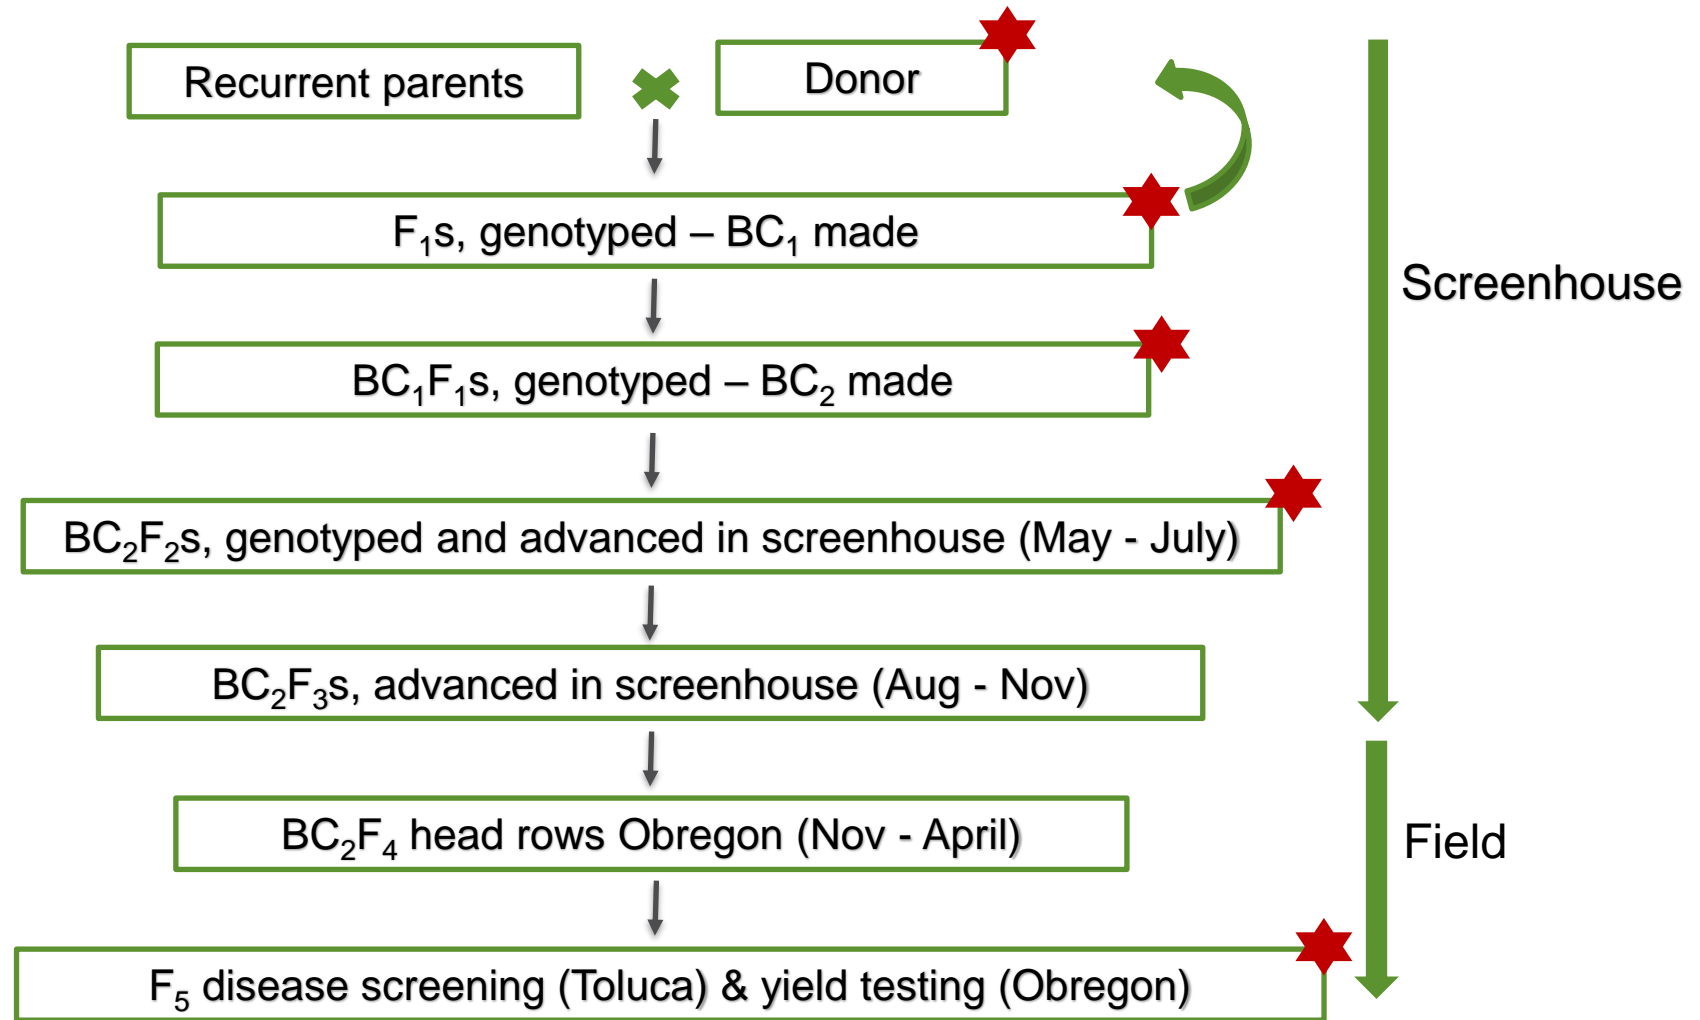 Recurrent parents
Donor
F₁s, genotyped – BC₁ made
BC₁F₁s, genotyped – BC₂ made
BC₂F₂s, genotyped and advanced in screenhouse (May - July)
BC₂F₃s, advanced in screenhouse (Aug - Nov)
BC₂F₄ head rows Obregon (Nov - April)
F₅ disease screening (Toluca) & yield testing (Obregon)
Screenhouse
Field